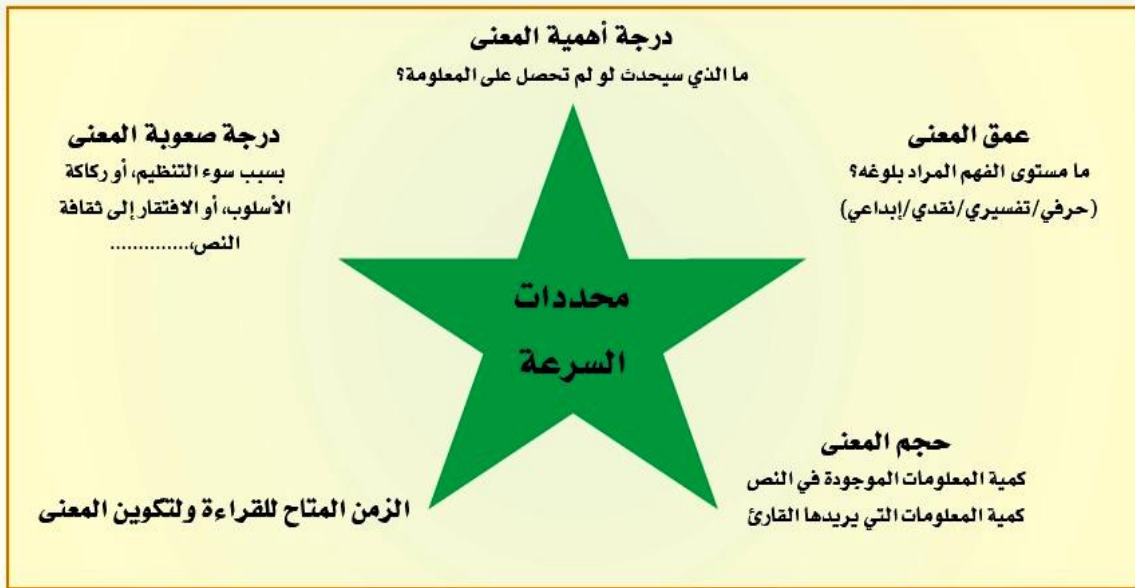 درجة أهمية المعنى
ما الذي سيحدث لو لم تحصل على المعلومة؟
عمق المعنى
ما مستوى الفهم المراد بلوغه؟
(حرفي/تفسيري/نقدي/إبداعي)
درجة صعوبة المعنى
بسبب سوء التنظيم، أو ركاكة
الأسلوب، أو الافتقار إلى ثقافة
النص،..............
محددات
السرعة
حجم المعنى
كمية المعلومات الموجودة في النص
كمية المعلومات التي يريدها القارئ
الزمن المتاح للقراءة ولتكوين المعنى